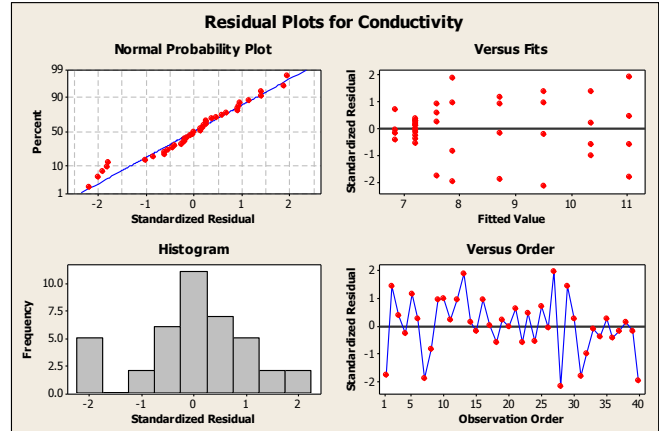 Residual Plots for Conductivity
Normal Probability Plot
99
90
50
10
1
Percent
-2 -1 0 1 2
Standardized Residual
Versus Fits
2
1
0
-1
-2
Standardized Residual
7 8 9 10 11
Fitted Value
Histogram
10.0
7.5
5.0
2.5
0.0
Frequency
-2 -1 0 1 2
Standardized Residual
Versus Order
2
1
0
-1
-2
Standardized Residual
1 5 10 15 20 25 30 35 40
Observation Order